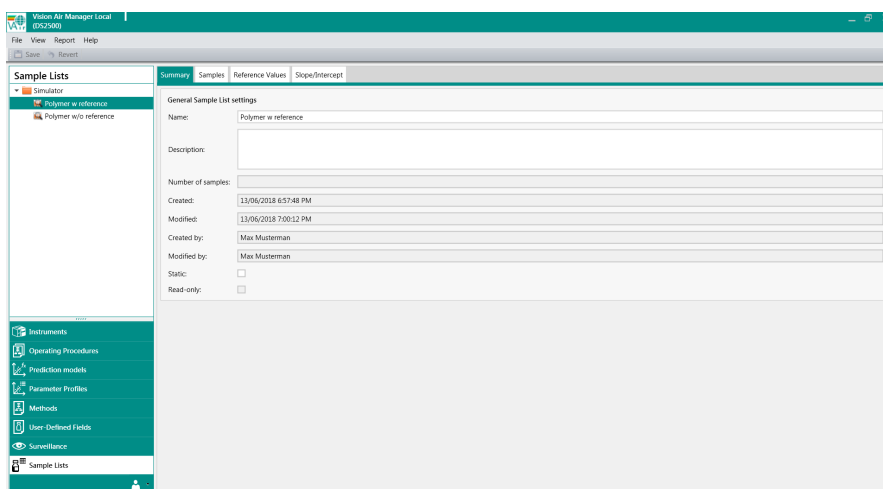 Vision Air Manager Local
(DS2500)
File View Report Help
Save Revert
Sample Lists
Simulator
Polymer w reference
Polymer w/o reference
Summary Samples Reference Values Slope/Intercept
General Sample List settings
Name: Polymer w reference
Description:
Number of samples:
Created: 13/06/2018 6:57:48 PM
Modified: 13/06/2018 7:00:12 PM
Created by: Max Musterman
Modified by: Max Musterman
Static:
Read-only:
Instruments
Operating Procedures
Prediction models
Parameter Profiles
Methods
User-Defined Fields
Surveillance
Sample Lists